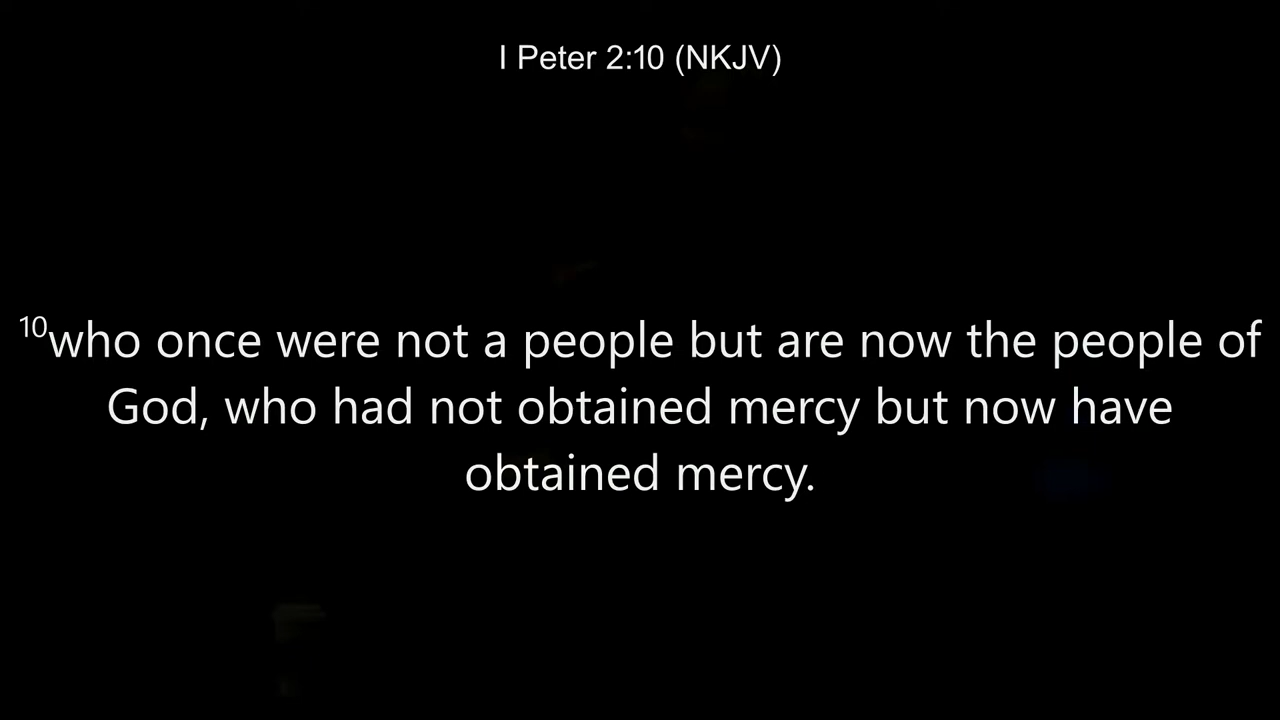 I Peter 2:10 (NKJV)
10who once were not a people but are now the people of
God, who had not obtained mercy but now have
obtained mercy.